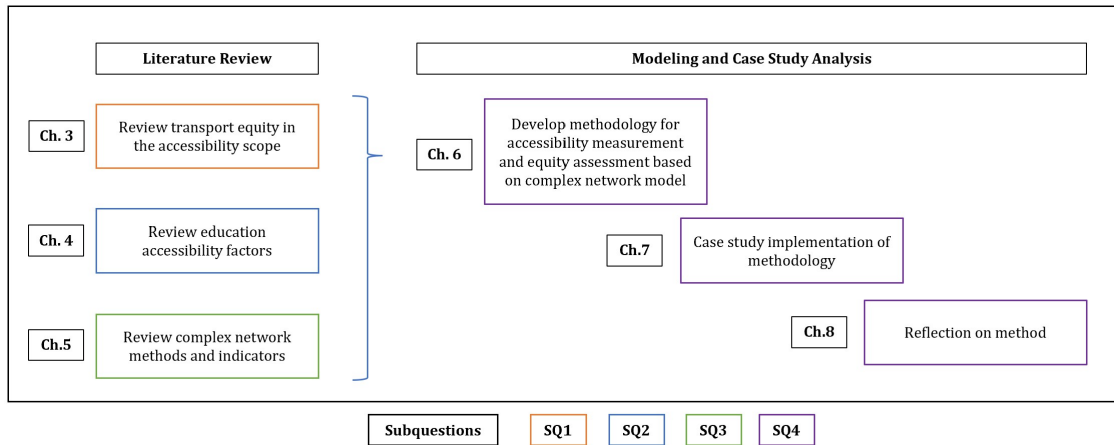 Literature Review
Modeling and Case Study Analysis
Ch. 3
Review transport equity in
the accessibility scope
Ch. 4
Review education
accessibility factors
Ch.5
Review complex network
methods and indicators
Ch. 6
Develop methodology for
accessibility measurement
and equity assessment based
on complex network model
Ch.7
Case study implementation of
methodology
Ch.8
Reflection on method
Subquestions
SQ1
SQ2
SQ3
SQ4